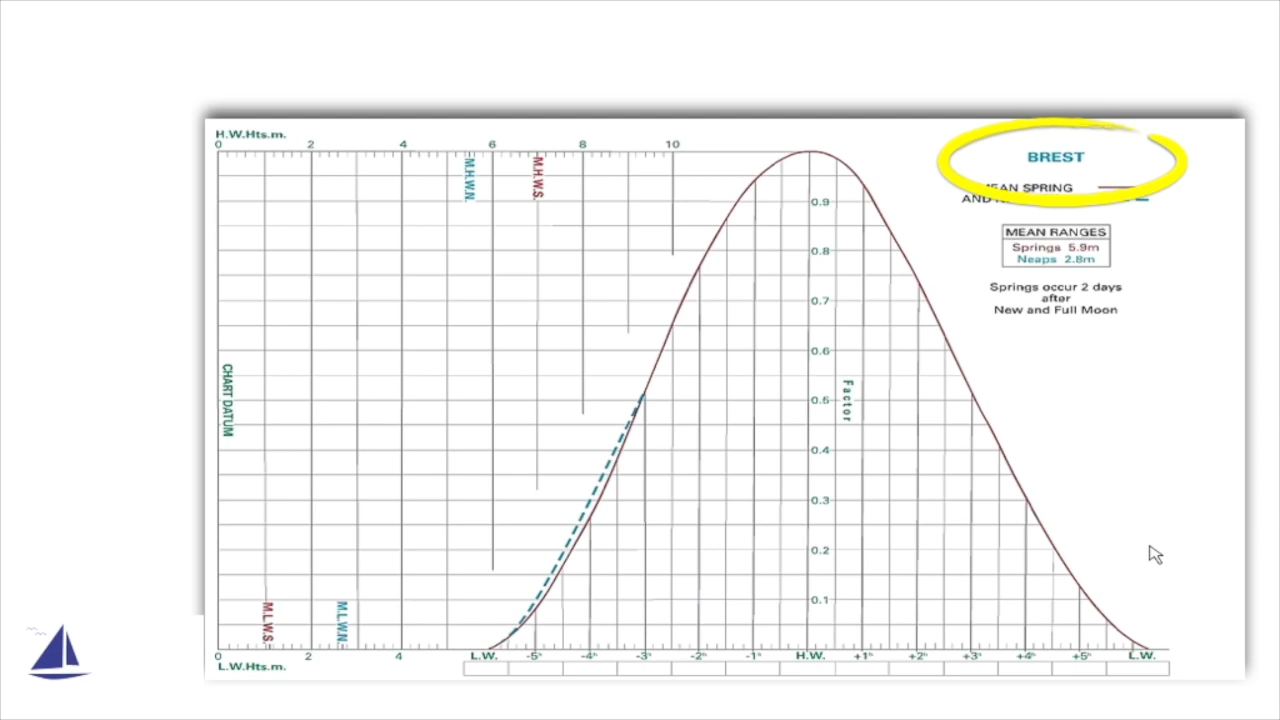 H.W.Hts.m.
0 2 4 6 8 10
M.H.W.N.
M.H.W.S.
BREST
MEAN SPRING
AND
MEAN RANGES
Springs 5.9m
Neaps 2.8m
Springs occur 2 days
after
New and Full Moon
CHART DATUM
Factor
0.9
0.8
0.7
0.6
0.5
0.4
0.3
0.2
0.1
M.L.W.S
M.L.W.N.
0 2 4 L.W. -5ʰ -4ʰ -3ʰ -2ʰ -1ʰ H.W. +1ʰ +2ʰ +3ʰ +4ʰ +5ʰ L.W.
L.W.Hts.m.